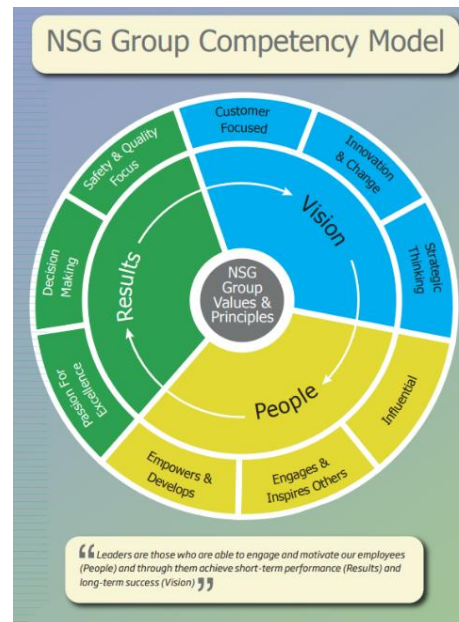 NSG Group Competency Model
Customer
Focused
Innovation
& Change
Strategic
Thinking
Influential
Engages &
Inspires Others
Empowers &
Develops
Passion For
Excellence
Decision
Making
Safety & Quality
Focus
Vision
People
Results
NSG
Group
Values &
Principles
“Leaders are those who are able to engage and motivate our employees
(People) and through them achieve short-term performance (Results) and
long-term success (Vision)”